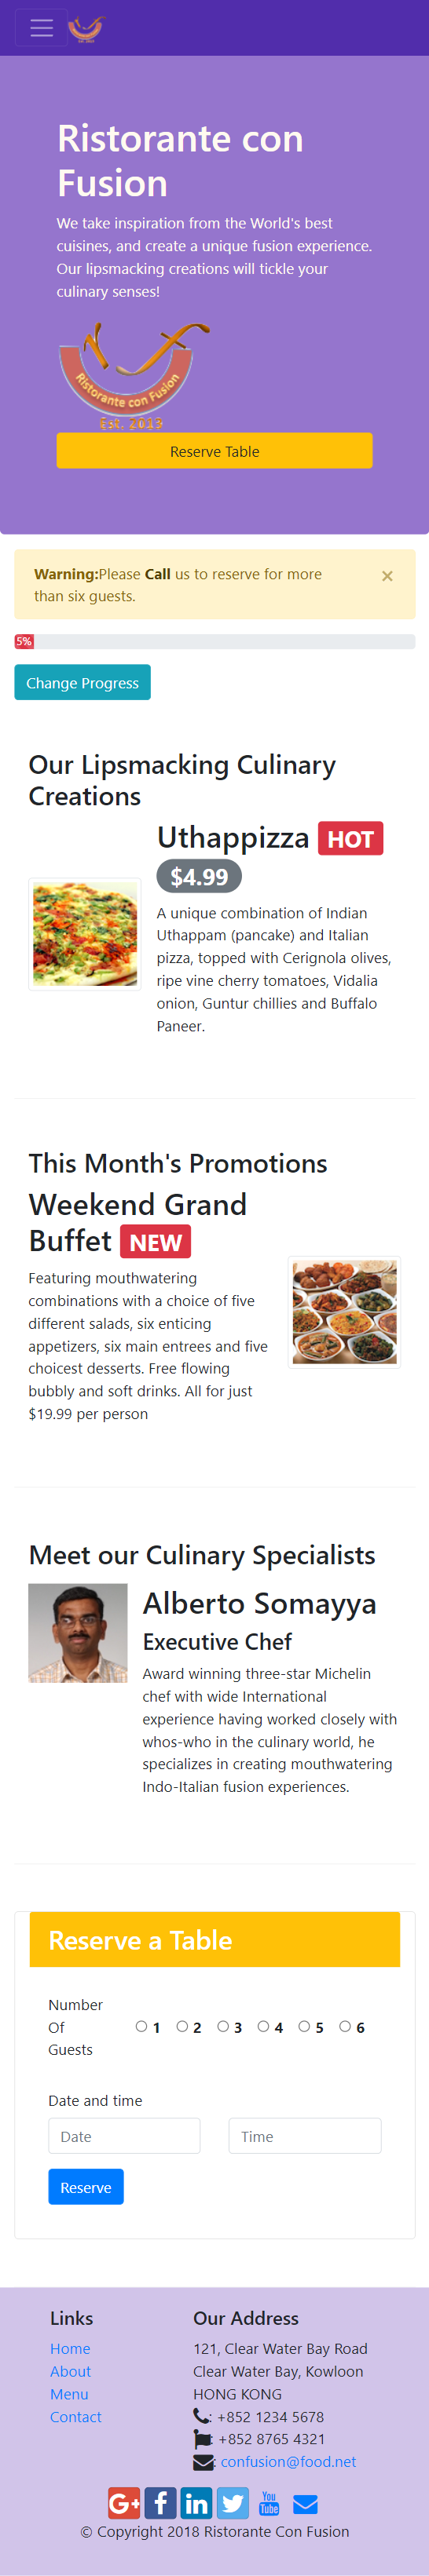 Ristorante con
Fusion
We take inspiration from the World's best
cuisines, and create a unique fusion experience.
Our lipsmacking creations will tickle your
culinary senses!
Ristorante con Fusion
Est. 2013
Reserve Table
Warning:Please Call us to reserve for more
than six guests.
×
5%
Change Progress
Our Lipsmacking Culinary
Creations
Uthappizza HOT
$4.99
A unique combination of Indian
Uthappam (pancake) and Italian
pizza, topped with Cerignola olives,
ripe vine cherry tomatoes, Vidalia
onion, Guntur chillies and Buffalo
Paneer.
This Month's Promotions
Weekend Grand
Buffet NEW
Featuring mouthwatering
combinations with a choice of five
different salads, six enticing
appetizers, six main entrees and five
choicest desserts. Free flowing
bubbly and soft drinks. All for just
$19.99 per person
Meet our Culinary Specialists
Alberto Somayya
Executive Chef
Award winning three-star Michelin
chef with wide International
experience having worked closely with
whos-who in the culinary world, he
specializes in creating mouthwatering
Indo-Italian fusion experiences.
Reserve a Table
Number
Of
Guests
1 2 3 4 5 6
Date and time
Date Time
Reserve
Links
Home
About
Menu
Contact
Our Address
121, Clear Water Bay Road
Clear Water Bay, Kowloon
HONG KONG
: +852 1234 5678
: +852 8765 4321
: confusion@food.net
G+ f in You Tube
© Copyright 2018 Ristorante Con Fusion